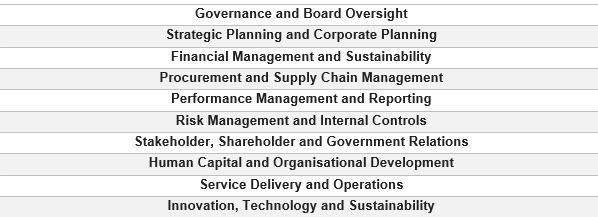 Governance and Board Oversight
Strategic Planning and Corporate Planning
Financial Management and Sustainability
Procurement and Supply Chain Management
Performance Management and Reporting
Risk Management and Internal Controls
Stakeholder, Shareholder and Government Relations
Human Capital and Organisational Development
Service Delivery and Operations
Innovation, Technology and Sustainability